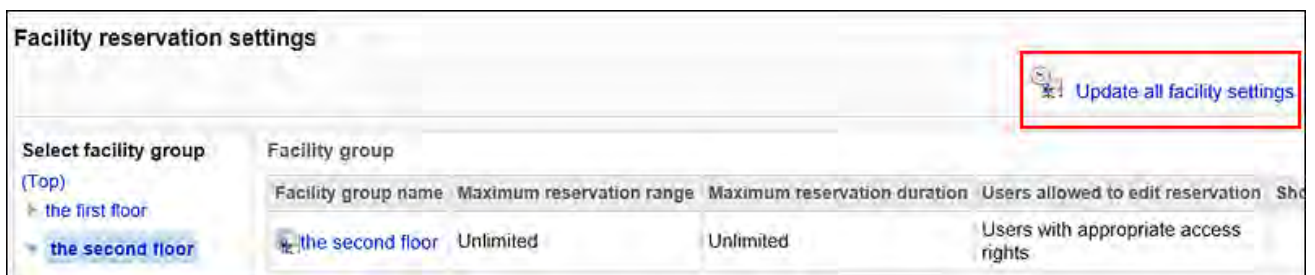 Facility reservation settings
Update all facility settings
Select facility group
Facility group
(Top)
Facility group name Maximum reservation range Maximum reservation duration Users allowed to edit reservation Sho
the first floor
the second floor Unlimited Unlimited Users with appropriate access
rights
the second floor